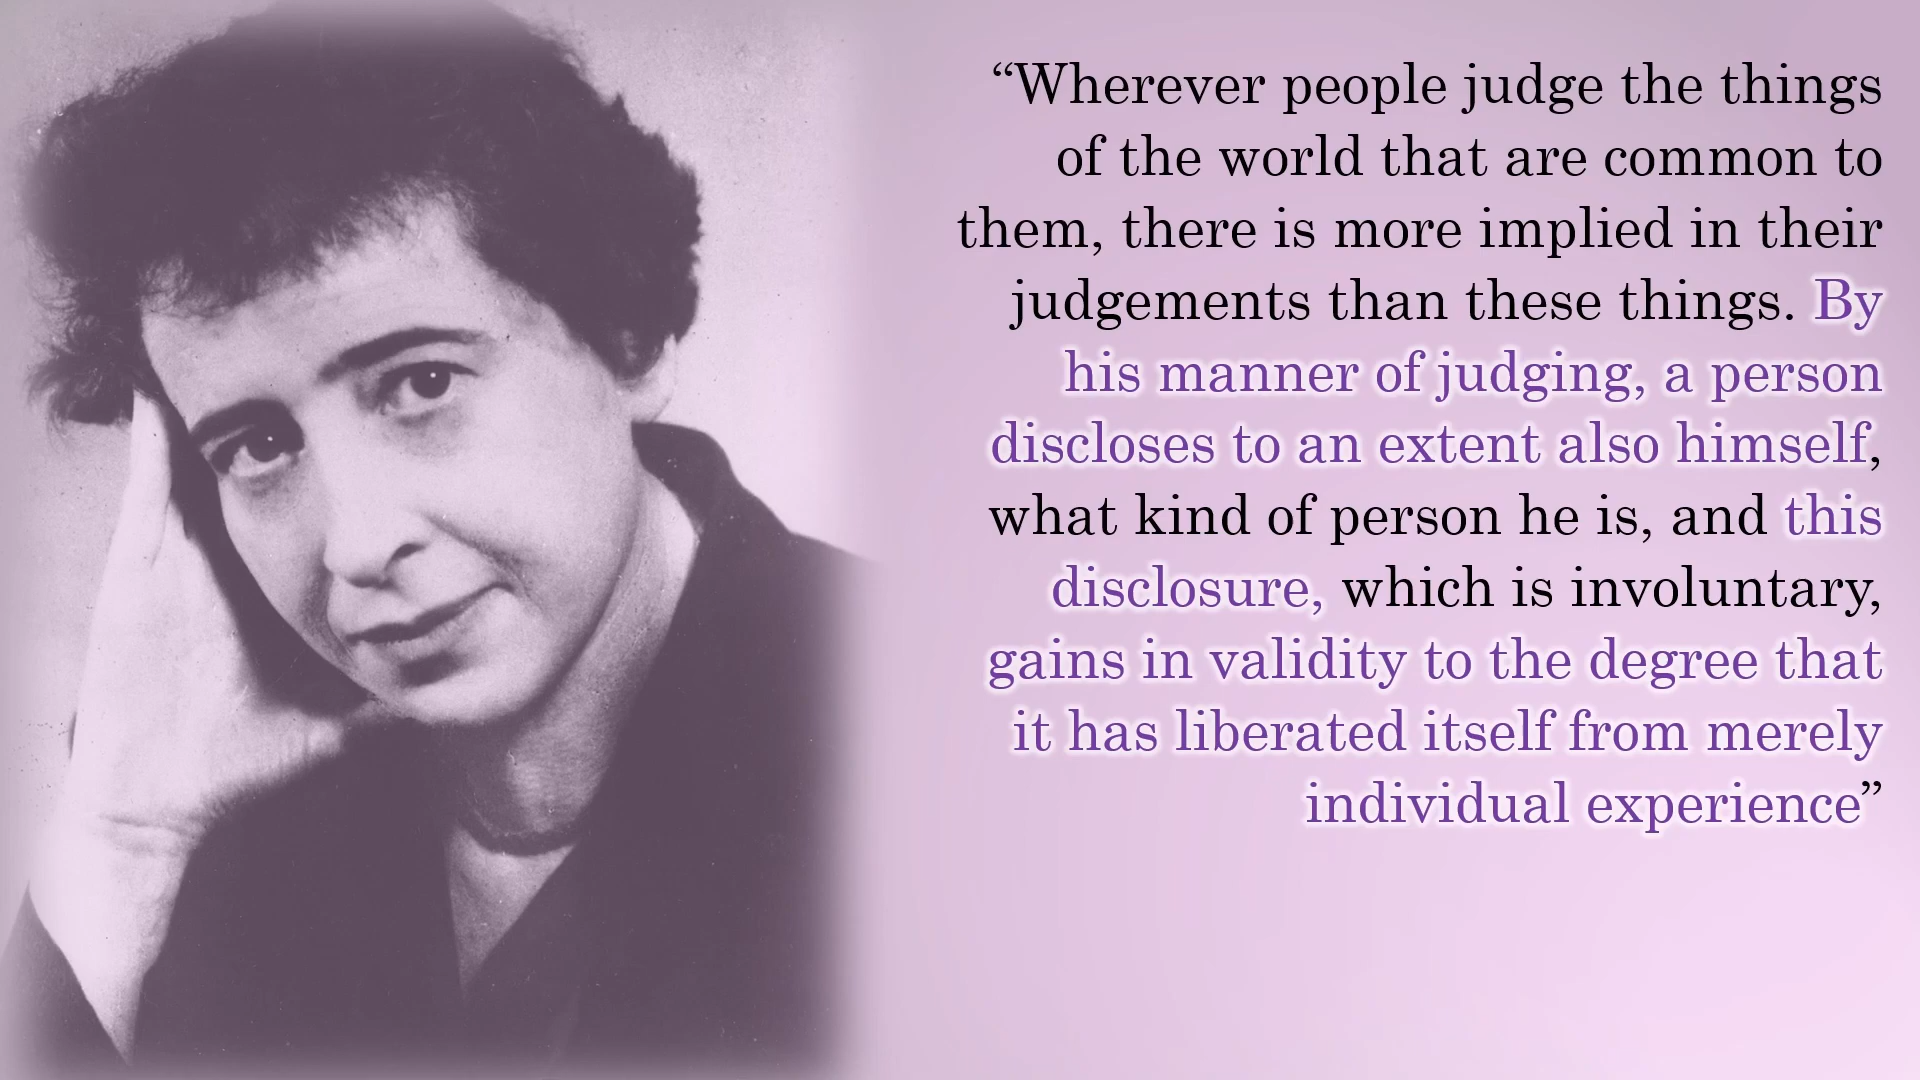 “Wherever people judge the things
of the world that are common to
them, there is more implied in their
judgements than these things. By
his manner of judging, a person
discloses to an extent also himself,
what kind of person he is, and this
disclosure, which is involuntary,
gains in validity to the degree that
it has liberated itself from merely
individual experience”